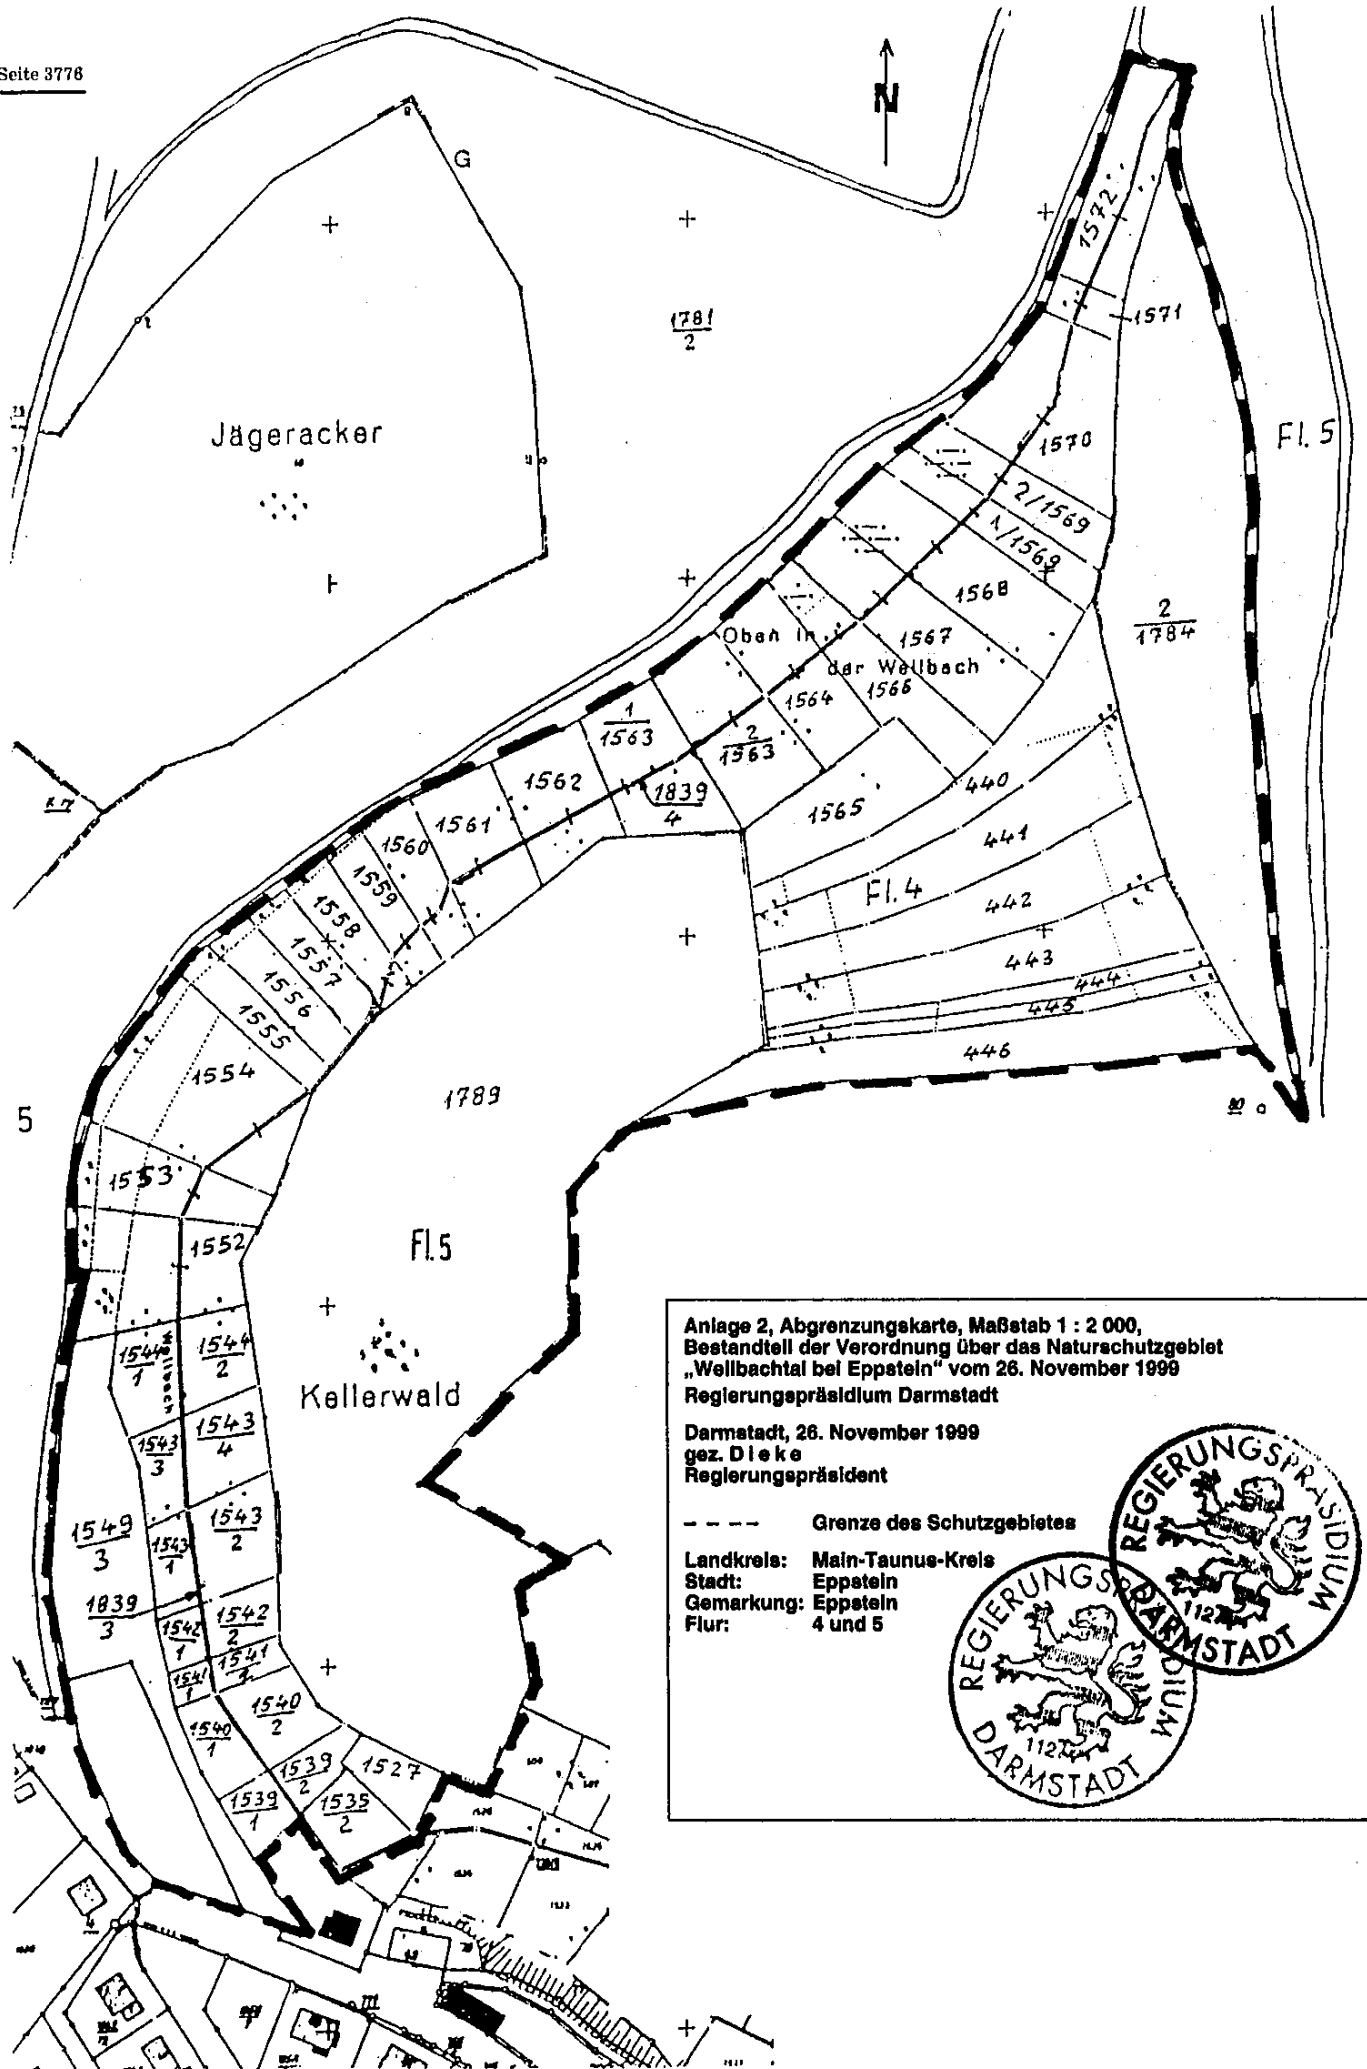 Seite 3776
N
G
1572
1571
1781
2
Jägeracker
Fl. 5
1570
2/1569
1/1569
1568
2
1784
Oben in
der Wellbach
1567
1566
1564
1
1563
2
1563
1562
1839
4
1565
440
1561
441
1560
Fl. 4
1559
442
1558
1557
443
1556
444
1555
445
446
1554
1789
80
5
1553
Fl. 5
1552
Wellbach
1544
1
1544
2
Kellerwald
1543
4
1543
3
1549
3
1543
2
1543
1
1839
3
1542
2
1542
1
1541
2
1541
1
1540
2
1540
1
1539
2
1527
1539
1
1535
2
Anlage 2, Abgrenzungskarte, Maßstab 1 : 2 000,
Bestandteil der Verordnung über das Naturschutzgebiet
„Wellbachtal bei Eppstein“ vom 26. November 1999
Regierungspräsidium Darmstadt
Darmstadt, 26. November 1999
gez. Dieke
Regierungspräsident
- - - - Grenze des Schutzgebietes
Landkreis: Main-Taunus-Kreis
Stadt: Eppstein
Gemarkung: Eppstein
Flur: 4 und 5
REGIERUNGSPRÄSIDIUM
DARMSTADT
112
REGIERUNGSPRÄSIDIUM
DARMSTADT
112